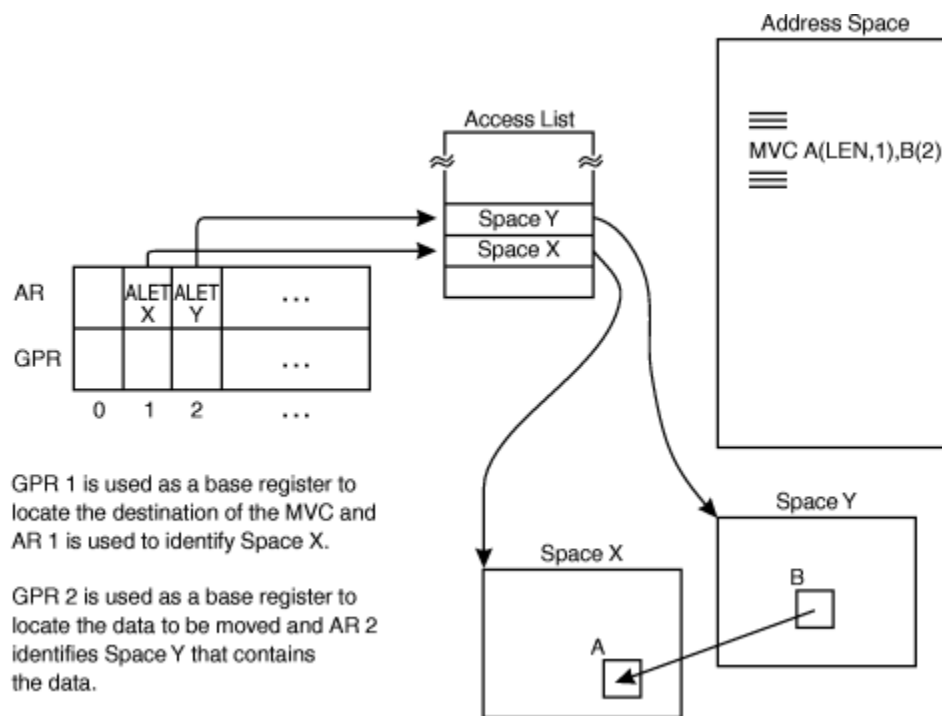 Address Space
MVC A(LEN,1),B(2)
Access List
Space Y
Space X
AR
ALET
X
ALET
Y
...
GPR
...
0 1 2 ...
GPR 1 is used as a base register to
locate the destination of the MVC and
AR 1 is used to identify Space X.
GPR 2 is used as a base register to
locate the data to be moved and AR 2
identifies Space Y that contains
the data.
Space X
A
Space Y
B